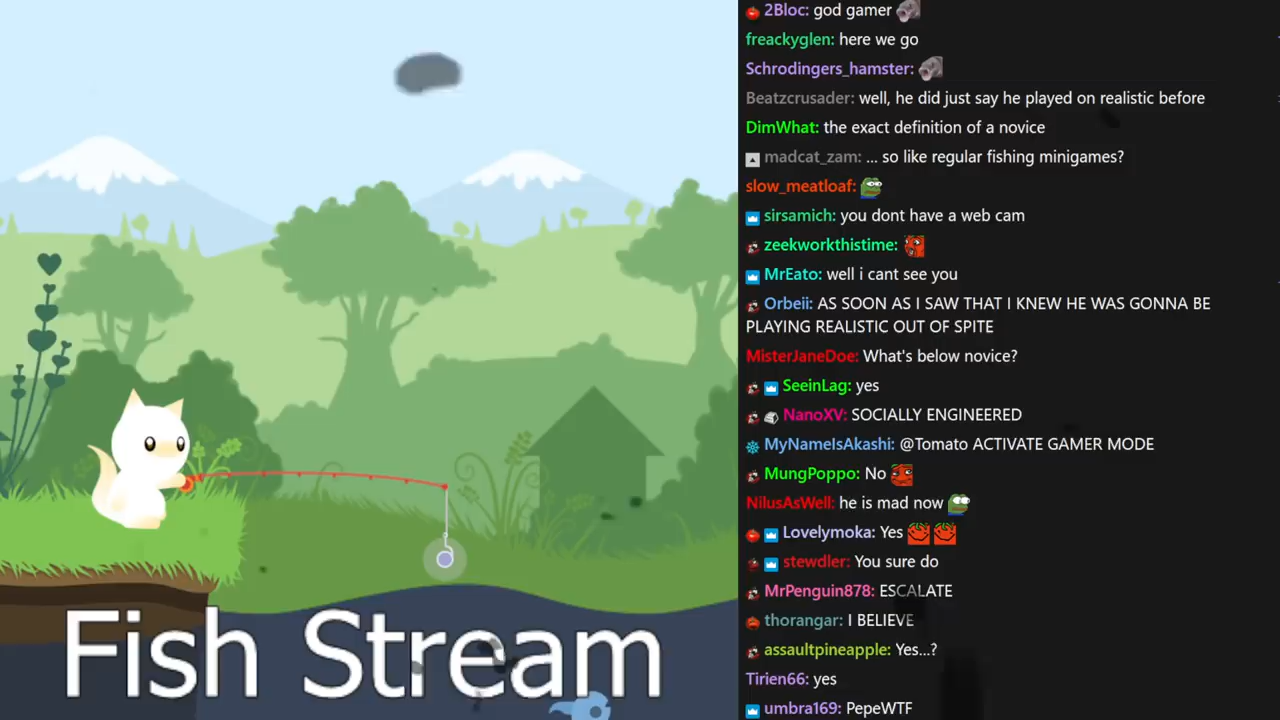 2Bloc: god gamer
freackyglen: here we go
Schrodingers_hamster:
Beatzcrusader: well, he did just say he played on realistic before
DimWhat: the exact definition of a novice
madcat_zam: ... so like regular fishing minigames?
slow_meatloaf:
sirsamich: you dont have a web cam
zeekworkthistime:
MrEato: well i cant see you
Orbeii: AS SOON AS I SAW THAT I KNEW HE WAS GONNA BE
PLAYING REALISTIC OUT OF SPITE
MisterJaneDoe: What's below novice?
SeeinLag: yes
NanoXV: SOCIALLY ENGINEERED
MyNameIsAkashi: @Tomato ACTIVATE GAMER MODE
MungPoppo: No
NilusAsWell: he is mad now
Lovelymoka: Yes
stewdler: You sure do
MrPenguin878: ESCALATE
thorangar: I BELIEVE
assaultpineapple: Yes...?
Tirien66: yes
umbra169: PepeWTF
Fish Stream